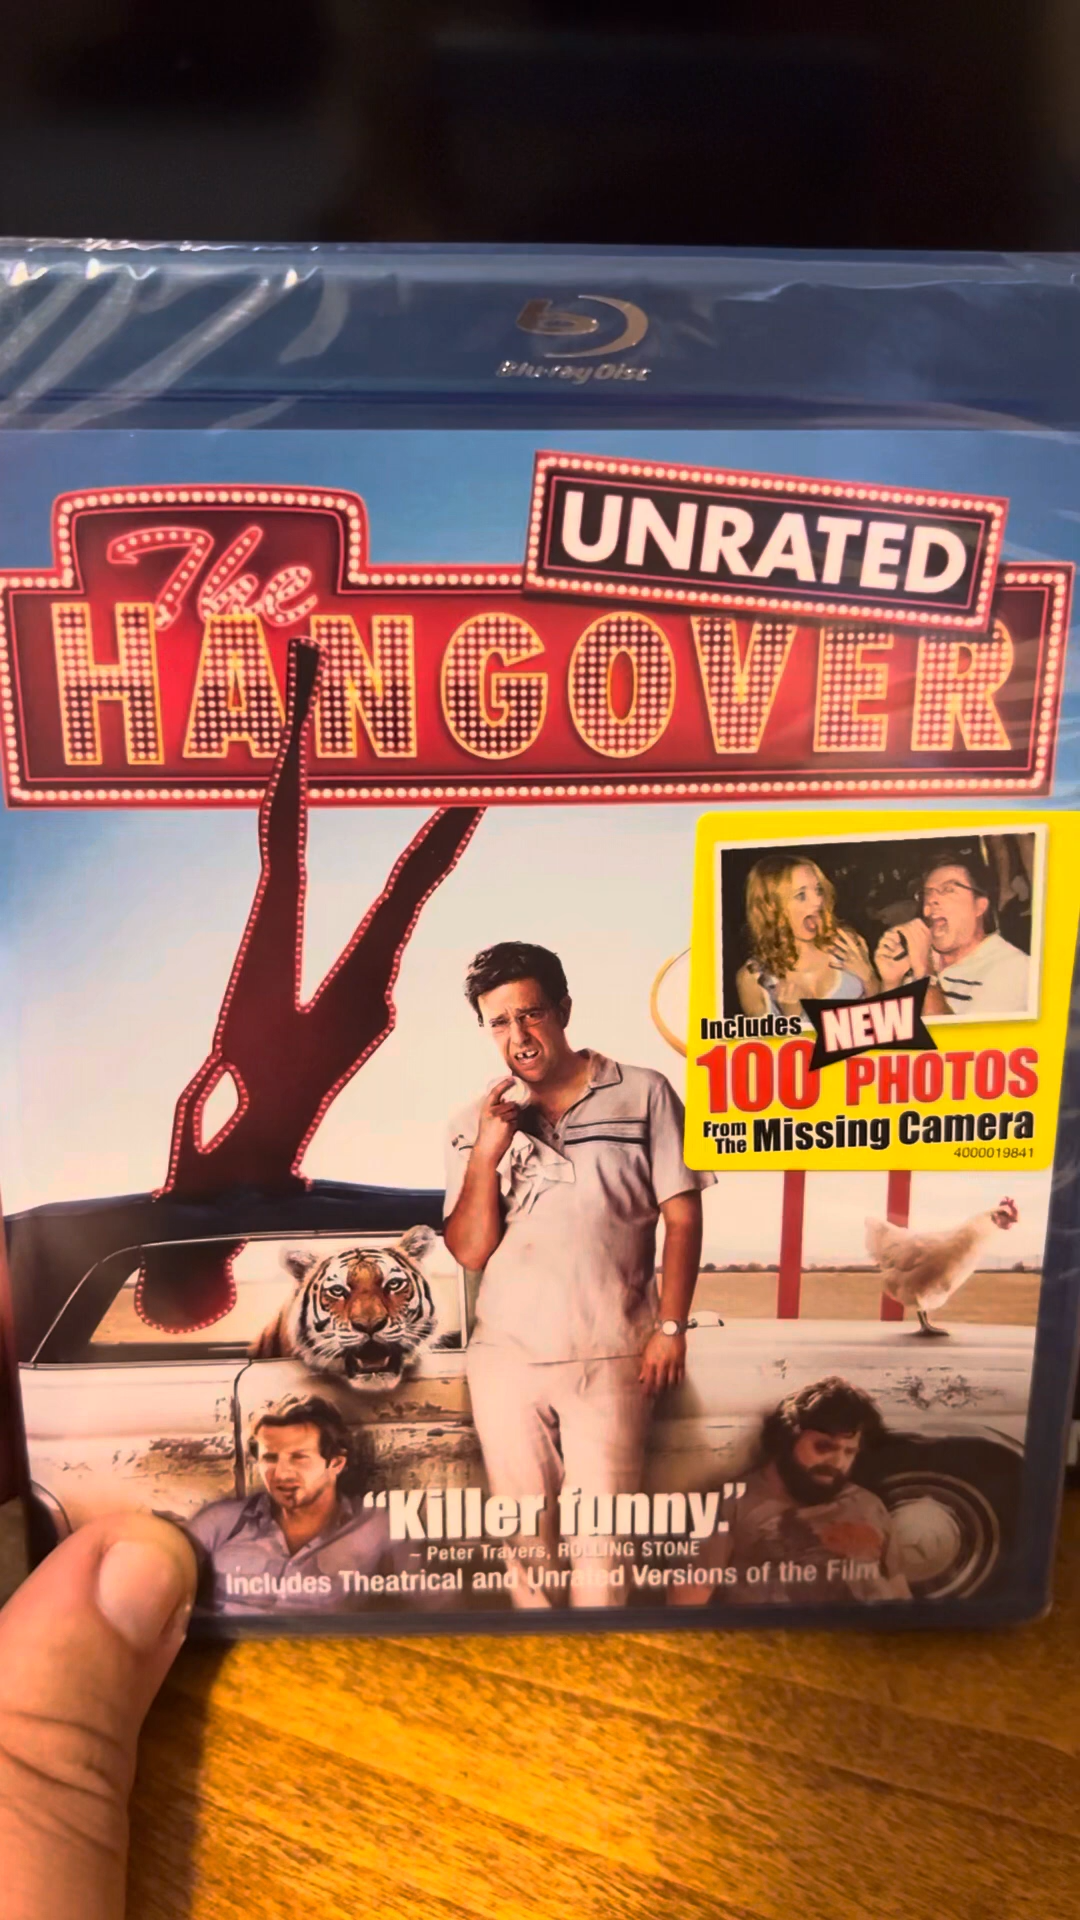 Blu-ray Disc
UNRATED
The
HANGOVER
Includes NEW
100 PHOTOS
From The Missing Camera
4000019841
“Killer funny.”
~ Peter Travers, ROLLING STONE
Includes Theatrical and Unrated Versions of the Film